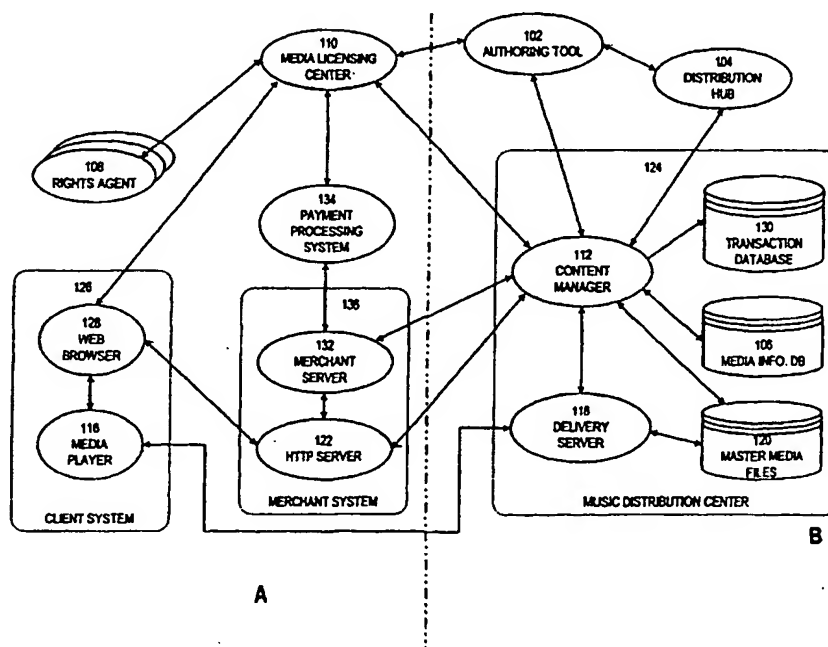 110
MEDIA LICENSING
CENTER
102
AUTHORING TOOL
104
DISTRIBUTION
HUB
108
RIGHTS AGENT
134
PAYMENT
PROCESSING
SYSTEM
124
130
TRANSACTION
DATABASE
112
CONTENT
MANAGER
126
128
WEB
BROWSER
136
132
MERCHANT
SERVER
106
MEDIA INFO. DB
116
MEDIA
PLAYER
122
HTTP SERVER
118
DELIVERY
SERVER
120
MASTER MEDIA
FILES
CLIENT SYSTEM
MERCHANT SYSTEM
MUSIC DISTRIBUTION CENTER
B
A